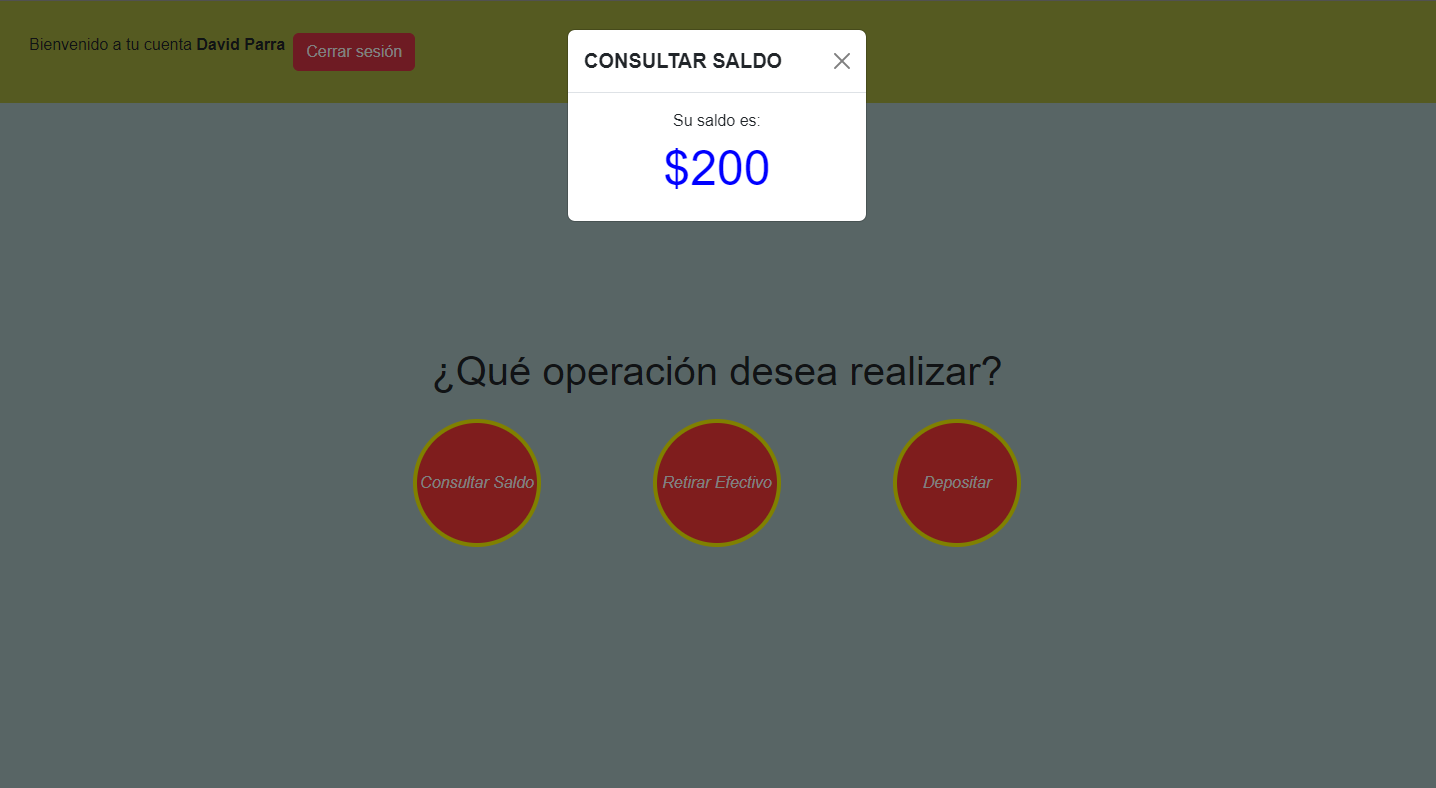 Bienvenido a tu cuenta David Parra
Cerrar sesión
CONSULTAR SALDO
Su saldo es:
$200
¿Qué operación desea realizar?
Consultar Saldo
Retirar Efectivo
Depositar